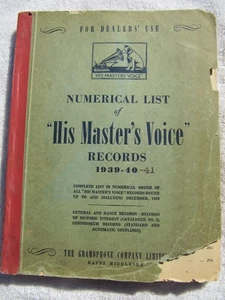 FOR DEALERS' USE
"HIS MASTER'S VOICE"
NUMERICAL LIST
of
"His Master's Voice"
RECORDS
1939-40-41
COMPLETE LIST IN NUMERICAL ORDER OF
ALL "HIS MASTER'S VOICE" RECORDS ISSUED
UP TO AND INCLUDING DECEMBER, 1939
GENERAL AND DANCE RECORDS : RECORDS
OF HISTORIC INTEREST (CATALOGUE No. 2)
CONNOISSEUR RECORDS (STANDARD AND
AUTOMATIC COUPLINGS)
THE GRAMOPHONE COMPANY LIMIT
HAYES MIDDLESEX